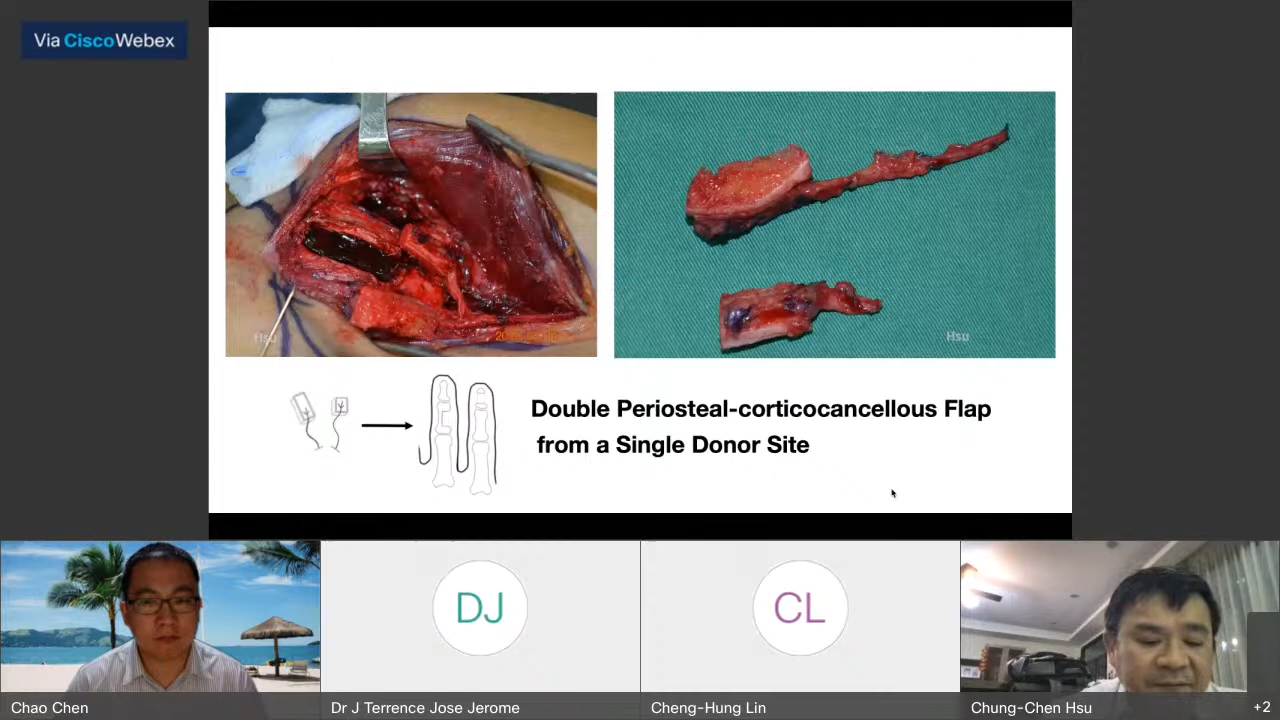 Via CiscoWebex
Hsu
Hsu
Double Periosteal-corticocancellous Flap
from a Single Donor Site
DJ
CL
Chao Chen
Dr J Terrence Jose Jerome
Cheng-Hung Lin
Chung-Chen Hsu
+2